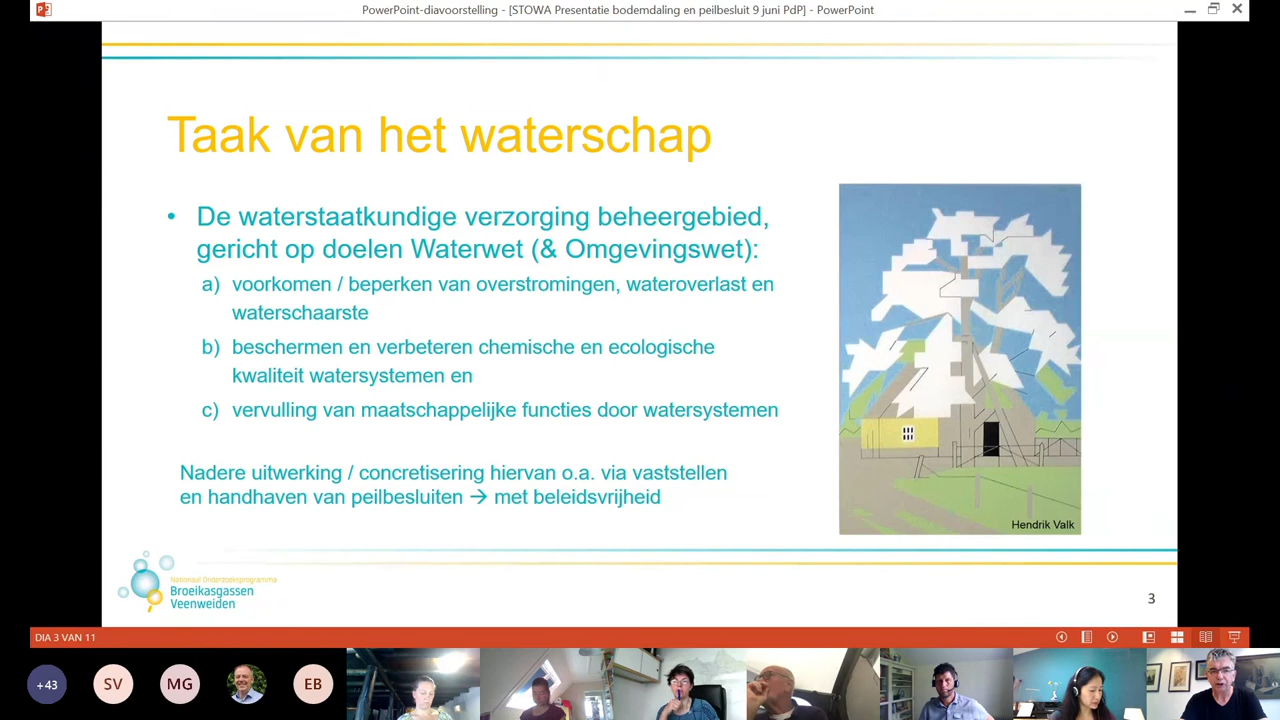 PowerPoint-diavoorstelling - [STOWA Presentatie bodemdaling en peilbesluit 9 juni PdP] - PowerPoint
Taak van het waterschap
• De waterstaatkundige verzorging beheergebied,
gericht op doelen Waterwet (& Omgevingswet):
a) voorkomen / beperken van overstromingen, wateroverlast en
waterschaarste
b) beschermen en verbeteren chemische en ecologische
kwaliteit watersystemen en
c) vervulling van maatschappelijke functies door watersystemen
Nadere uitwerking / concretisering hiervan o.a. via vaststellen
en handhaven van peilbesluiten → met beleidsvrijheid
Hendrik Valk
Nationaal Onderzoeksprogramma
Broeikasgassen
Veenweiden
3
DIA 3 VAN 11
+43
SV
MG
EB